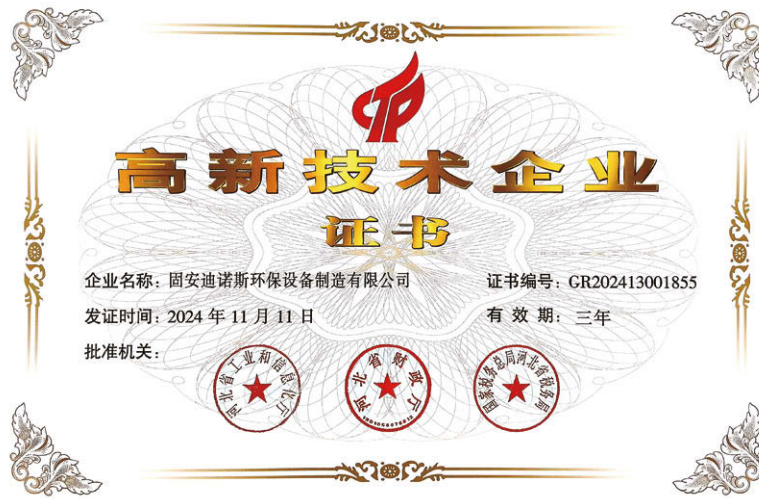 高新技术企业
证书
企业名称：固安迪诺斯环保设备制造有限公司
证书编号：GR202413001855
发证时间：2024 年 11 月 11 日
有效期：三年
批准机关：
河北省工业和信息化厅
河北省财政厅
国家税务总局河北省税务局